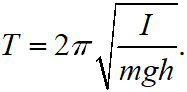 T = 2π√(I/mgh).